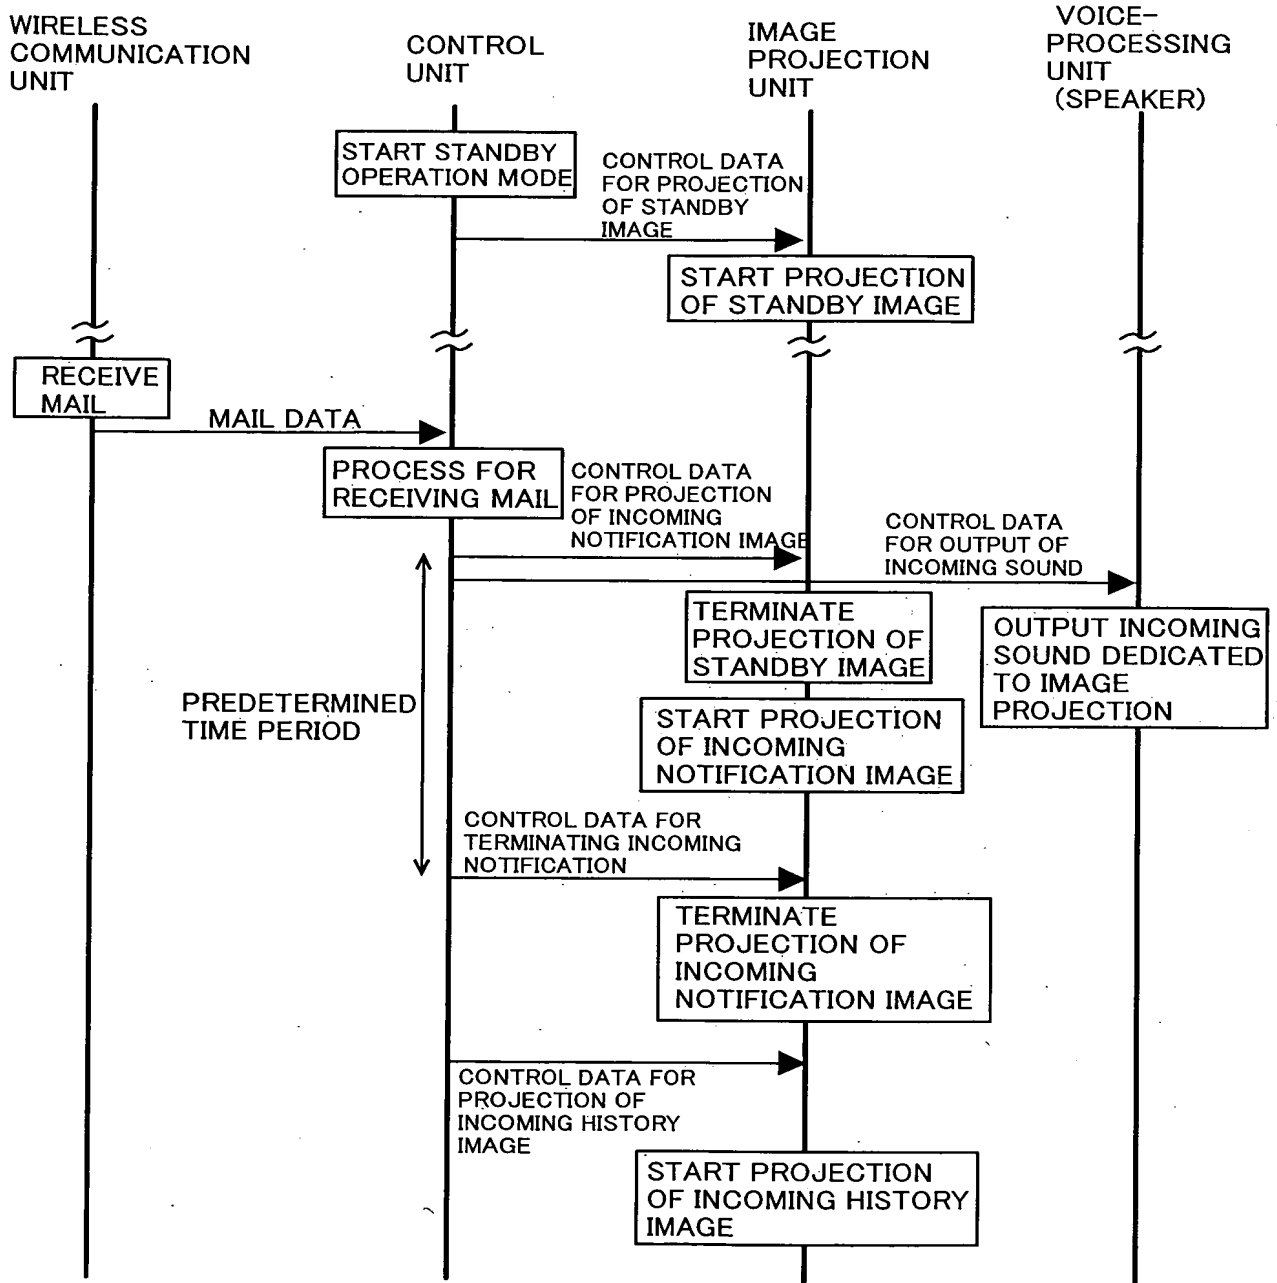 WIRELESS
COMMUNICATION
UNIT
CONTROL
UNIT
IMAGE
PROJECTION
UNIT
VOICE-
PROCESSING
UNIT
(SPEAKER)
START STANDBY
OPERATION MODE
CONTROL DATA
FOR PROJECTION
OF STANDBY
IMAGE
START PROJECTION
OF STANDBY IMAGE
RECEIVE
MAIL
MAIL DATA
PROCESS FOR
RECEIVING MAIL
CONTROL DATA
FOR PROJECTION
OF INCOMING
NOTIFICATION IMAGE
CONTROL DATA
FOR OUTPUT OF
INCOMING SOUND
TERMINATE
PROJECTION OF
STANDBY IMAGE
OUTPUT INCOMING
SOUND DEDICATED
TO IMAGE
PROJECTION
PREDETERMINED
TIME PERIOD
START PROJECTION
OF INCOMING
NOTIFICATION IMAGE
CONTROL DATA FOR
TERMINATING INCOMING
NOTIFICATION
TERMINATE
PROJECTION OF
INCOMING
NOTIFICATION IMAGE
CONTROL DATA FOR
PROJECTION OF
INCOMING HISTORY
IMAGE
START PROJECTION
OF INCOMING HISTORY
IMAGE